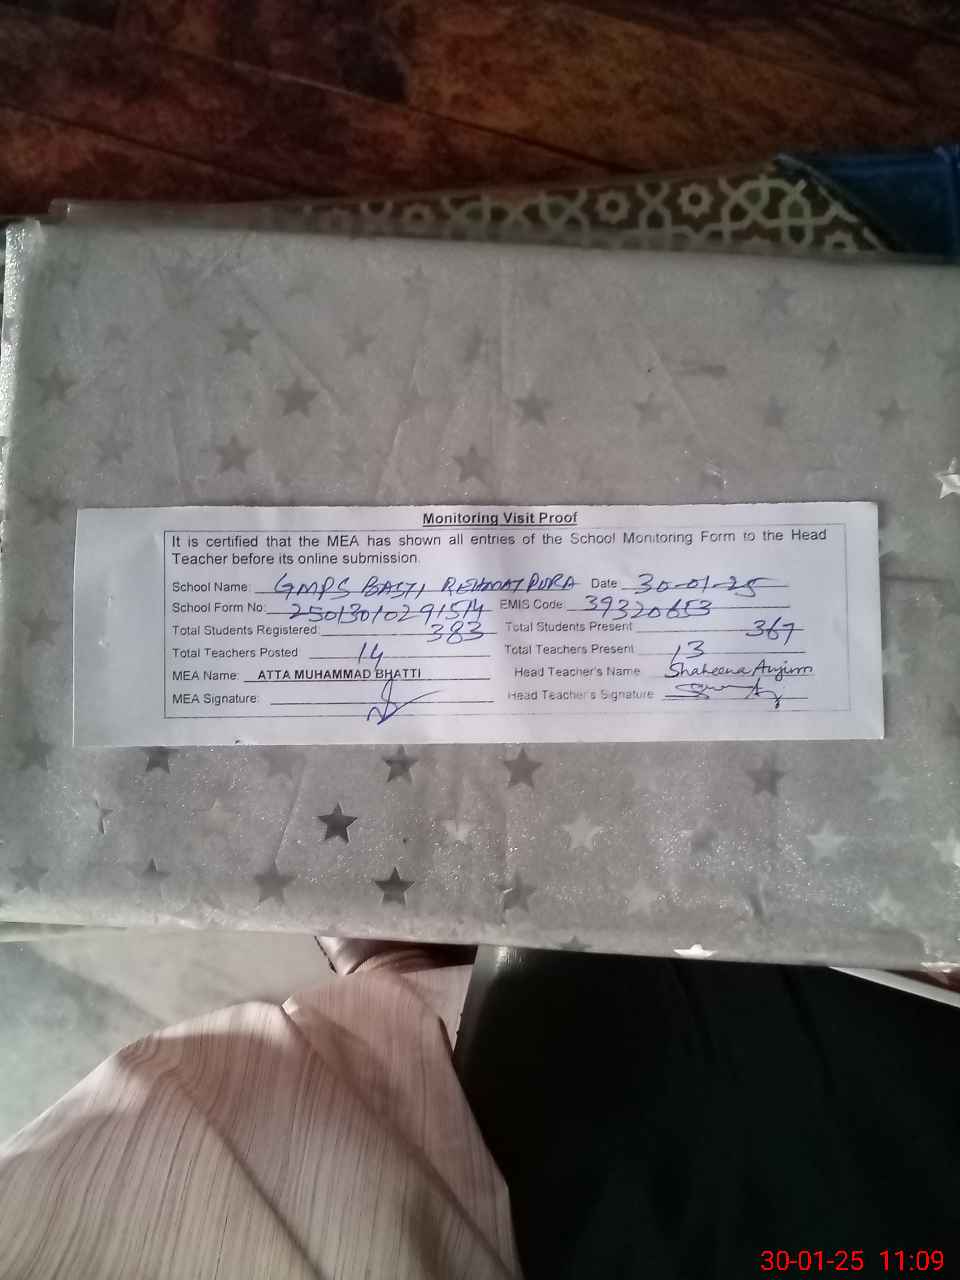 Monitoring Visit Proof
It is certified that the MEA has shown all entries of the School Monitoring Form to the Head
Teacher before its online submission.
School Name: GMPS BASTI REHMATPURA Date 30-01-25
School Form No: 25013010291514 EMIS Code: 39320653
Total Students Registered: 383 Total Students Present 367
Total Teachers Posted 14 Total Teachers Present 13
MEA Name: ATTA MUHAMMAD BHATTI Head Teacher's Name Shaheena Anjum
MEA Signature: Head Teacher's Signature
30-01-25 11:09